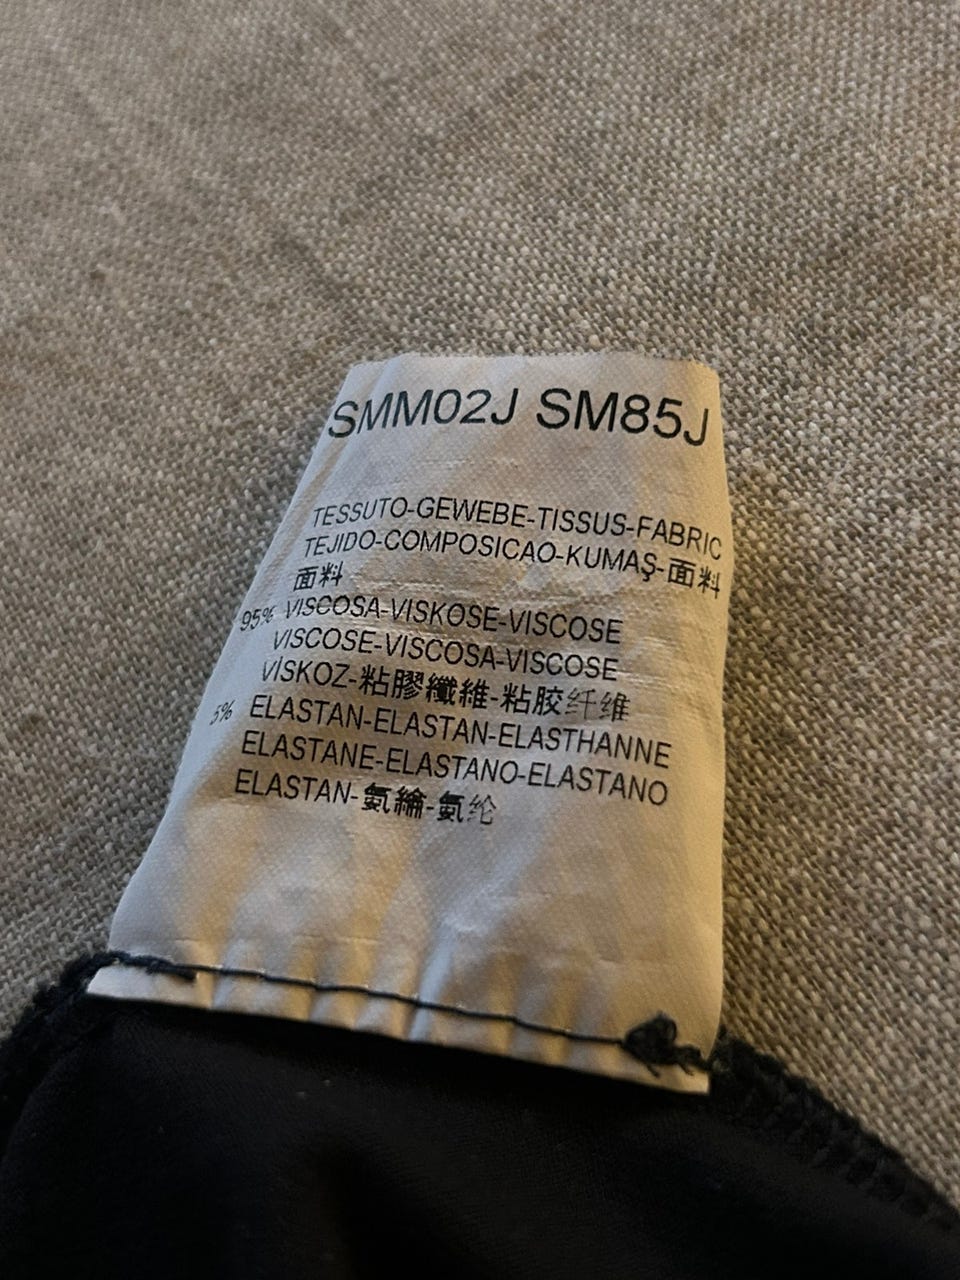 SMM02J SM85J
TESSUTO-GEWEBE-TISSUS-FABRIC
TEJIDO-COMPOSICAO-KUMAŞ-面料
面料
95% VISCOSA-VISKOSE-VISCOSE
VISCOSE-VISCOSA-VISCOSE
VİSKOZ-粘膠纖維-粘胶纤维
5% ELASTAN-ELASTAN-ELASTHANNE
ELASTANE-ELASTANO-ELASTANO
ELASTAN-氨綸-氨纶